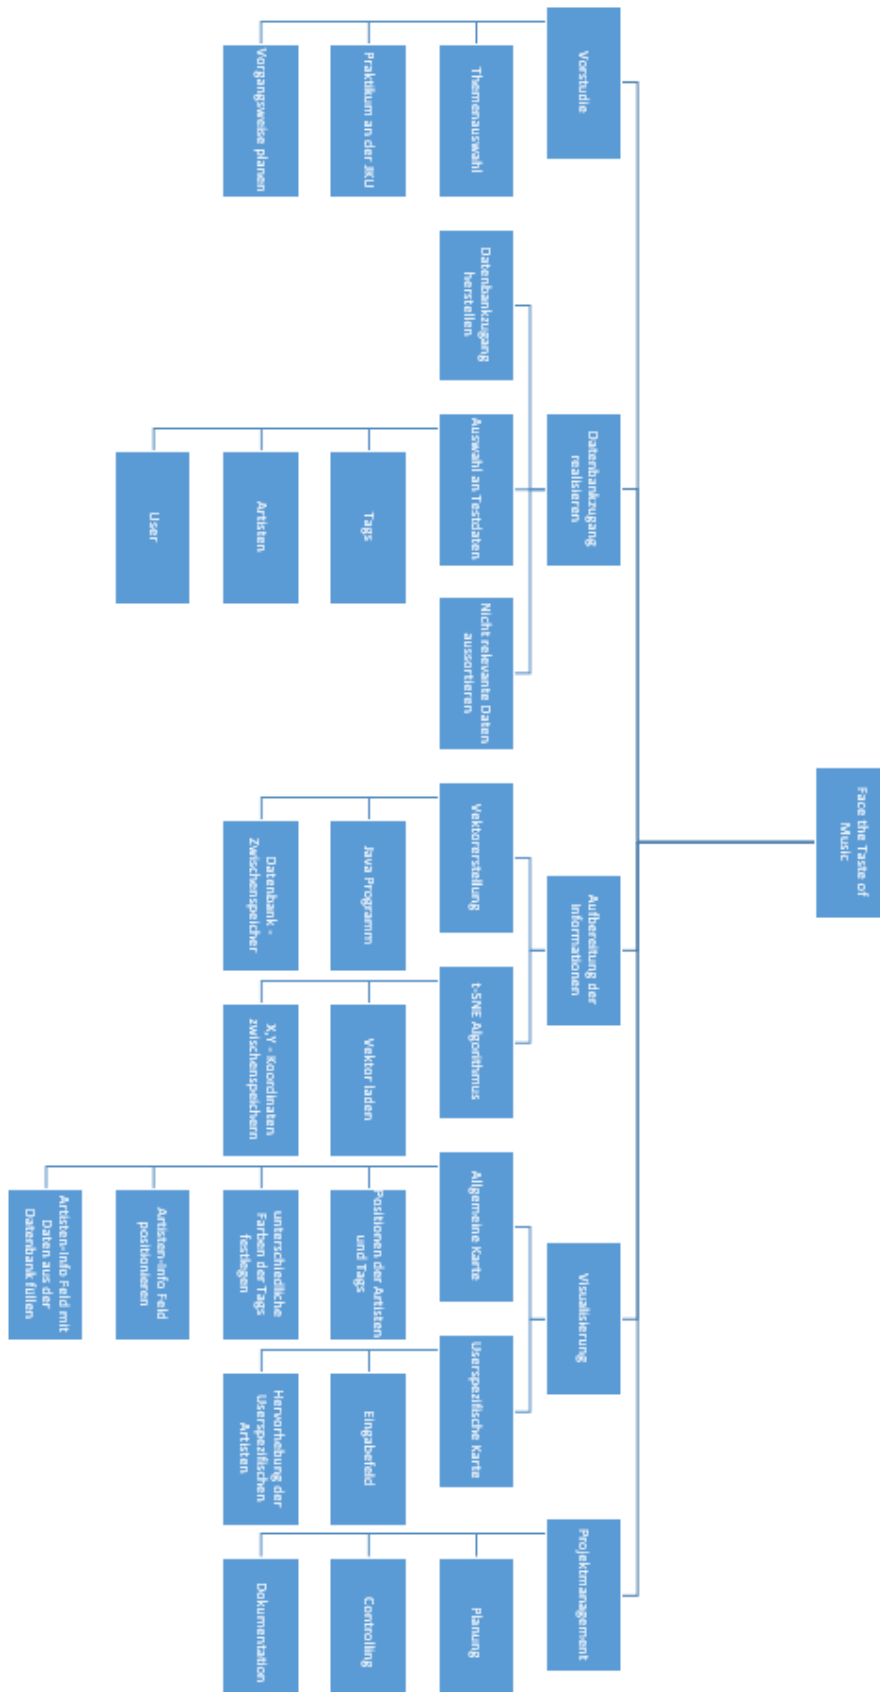 Face the Taste of
Music
Vorstudie
Themenauswahl
Praktikum an der JKU
Vorgangsweise planen
Datenbankzugang
realisieren
Datenbankzugang
herstellen
Auswahl an Testdaten
Tags
Artisten
User
Nicht relevante Daten
aussortieren
Aufbereitung der
Informationen
Vektorerstellung
Java Programm
Datenbank -
Zwischenspeicher
t-SNE Algorithmus
Vektor laden
X,Y - Koordinaten
zwischenspeichern
Visualisierung
Allgemeine Karte
Positionen der Artisten
und Tags
unterschiedliche
Farben der Tags
festlegen
Artisten-Info Feld
positionieren
Artisten-Info Feld mit
Daten aus der
Datenbank füllen
Userspezifische Karte
Eingabefeld
Hervorhebung der
Userspezifischen
Artisten
Projektmanagement
Planung
Controlling
Dokumentation